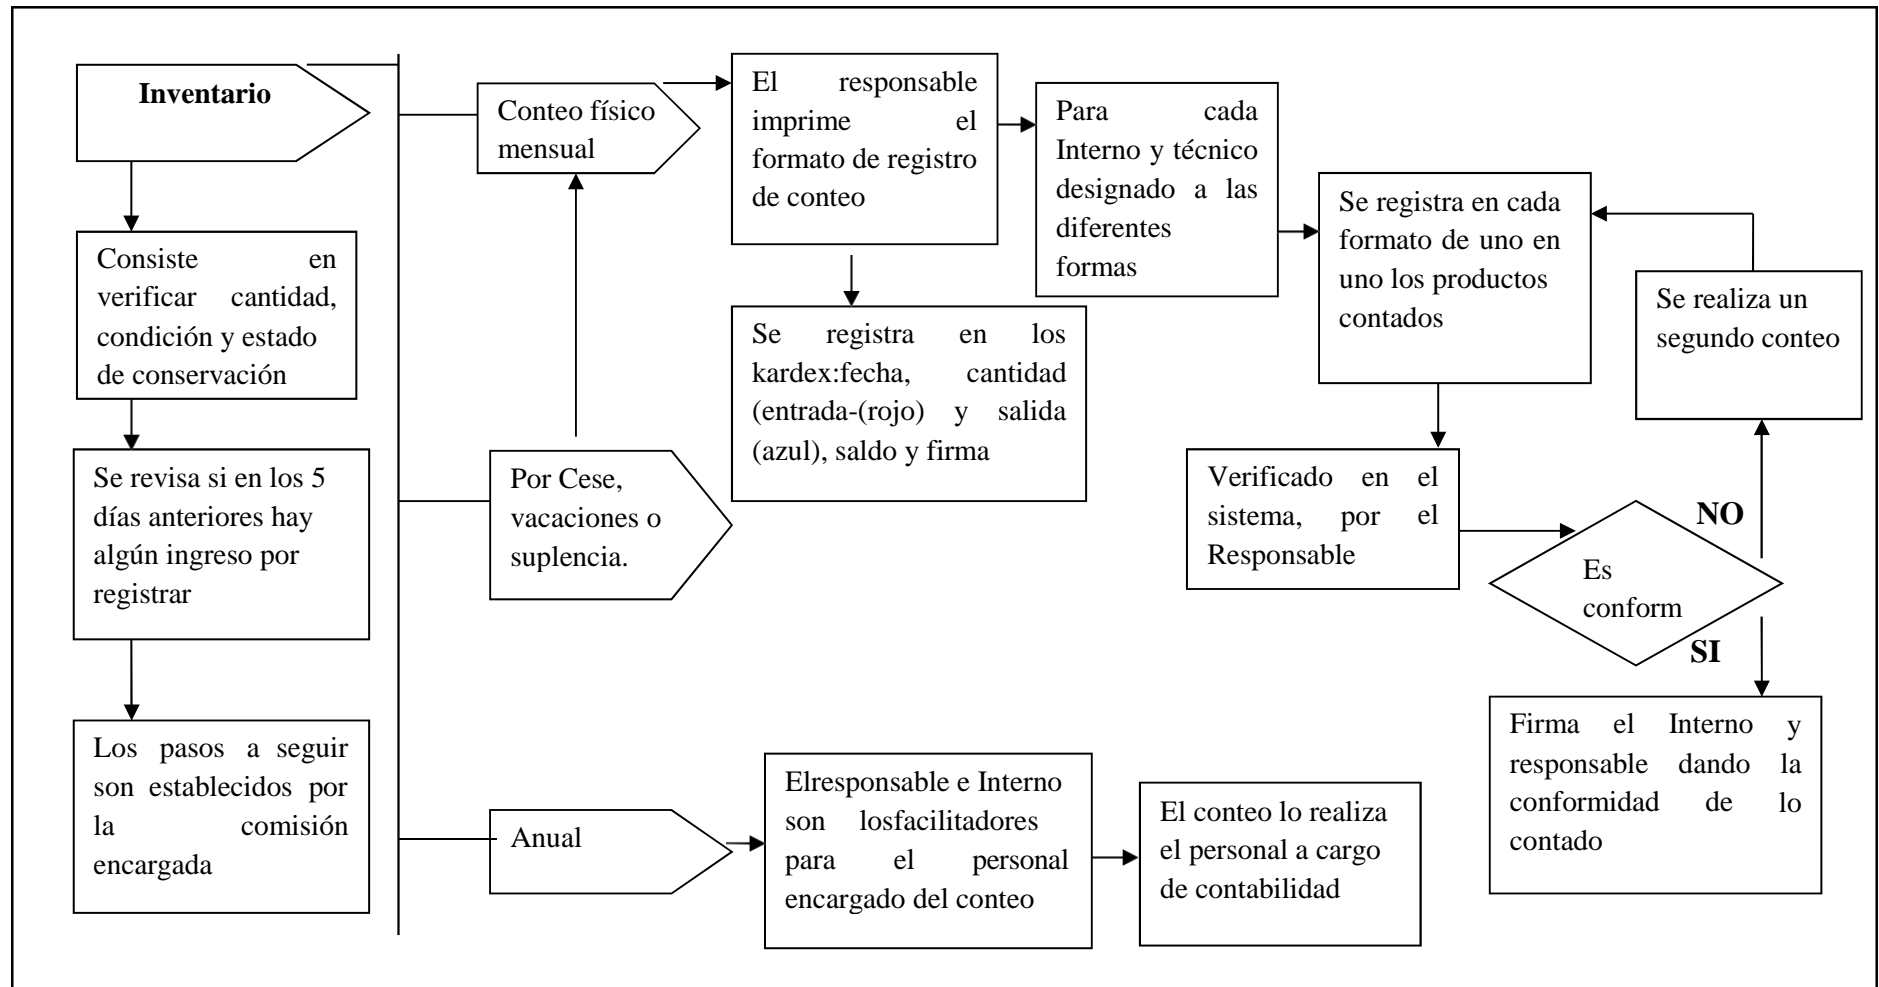 Inventario
Consiste en
verificar cantidad,
condición y estado
de conservación
Se revisa si en los 5
días anteriores hay
algún ingreso por
registrar
Los pasos a seguir
son establecidos por
la comisión
encargada
Conteo físico
mensual
Por Cese,
vacaciones o
suplencia.
Anual
El responsable
imprime el
formato de registro
de conteo
Se registra en los
kardex:fecha, cantidad
(entrada-(rojo) y salida
(azul), saldo y firma
Para cada
Interno y técnico
designado a las
diferentes
formas
Se registra en cada
formato de uno en
uno los productos
contados
Se realiza un
segundo conteo
Verificado en el
sistema, por el
Responsable
Es
conform
NO
SI
Firma el Interno y
responsable dando la
conformidad de lo
contado
Elresponsable e Interno
son losfacilitadores
para el personal
encargado del conteo
El conteo lo realiza
el personal a cargo
de contabilidad